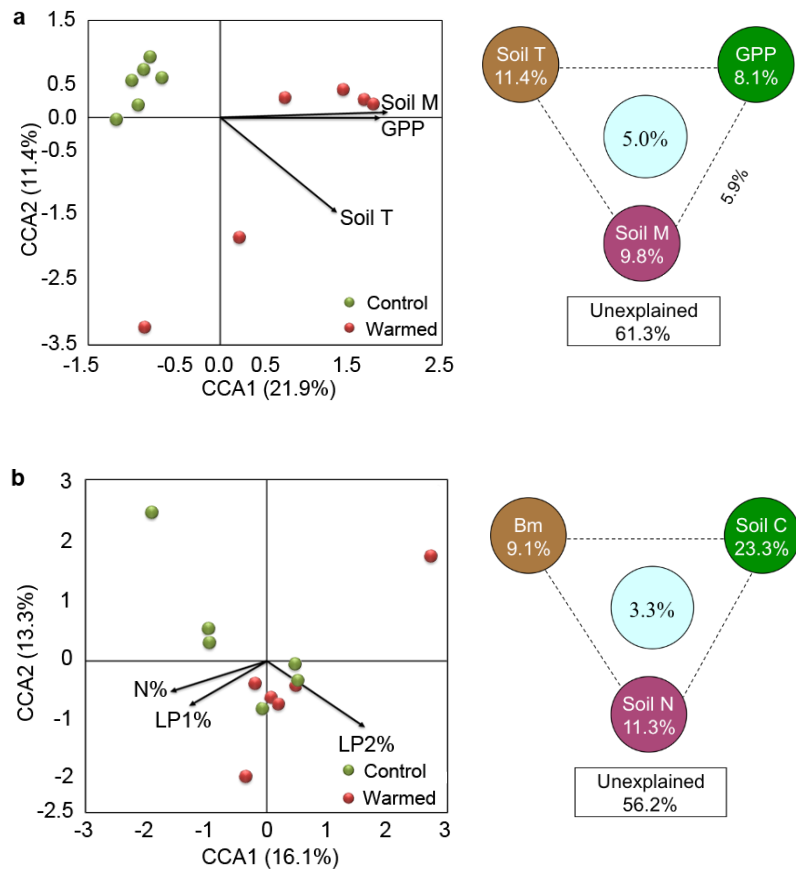 a
1.5
0.5
0.0
-0.5
-1.5
-2.5
-3.5
CCA2 (11.4%)
Soil M
GPP
Soil T
Control
Warmed
-1.5 -0.5 0.0 0.5 1.5 2.5
CCA1 (21.9%)
Soil T
11.4%
GPP
8.1%
5.0%
5.9%
Soil M
9.8%
Unexplained
61.3%
b
3
2
1
0
-1
-2
-2.5
CCA2 (13.3%)
N%
LP1%
LP2%
Control
Warmed
-3 -2 -1 0 1 2 3
CCA1 (16.1%)
Bm
9.1%
Soil C
23.3%
3.3%
Soil N
11.3%
Unexplained
56.2%